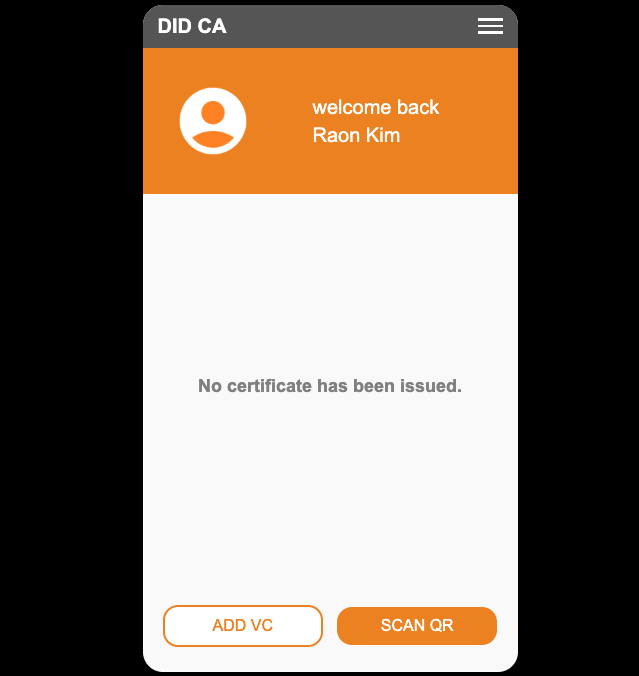 DID CA
welcome back
Raon Kim
No certificate has been issued.
ADD VC
SCAN QR